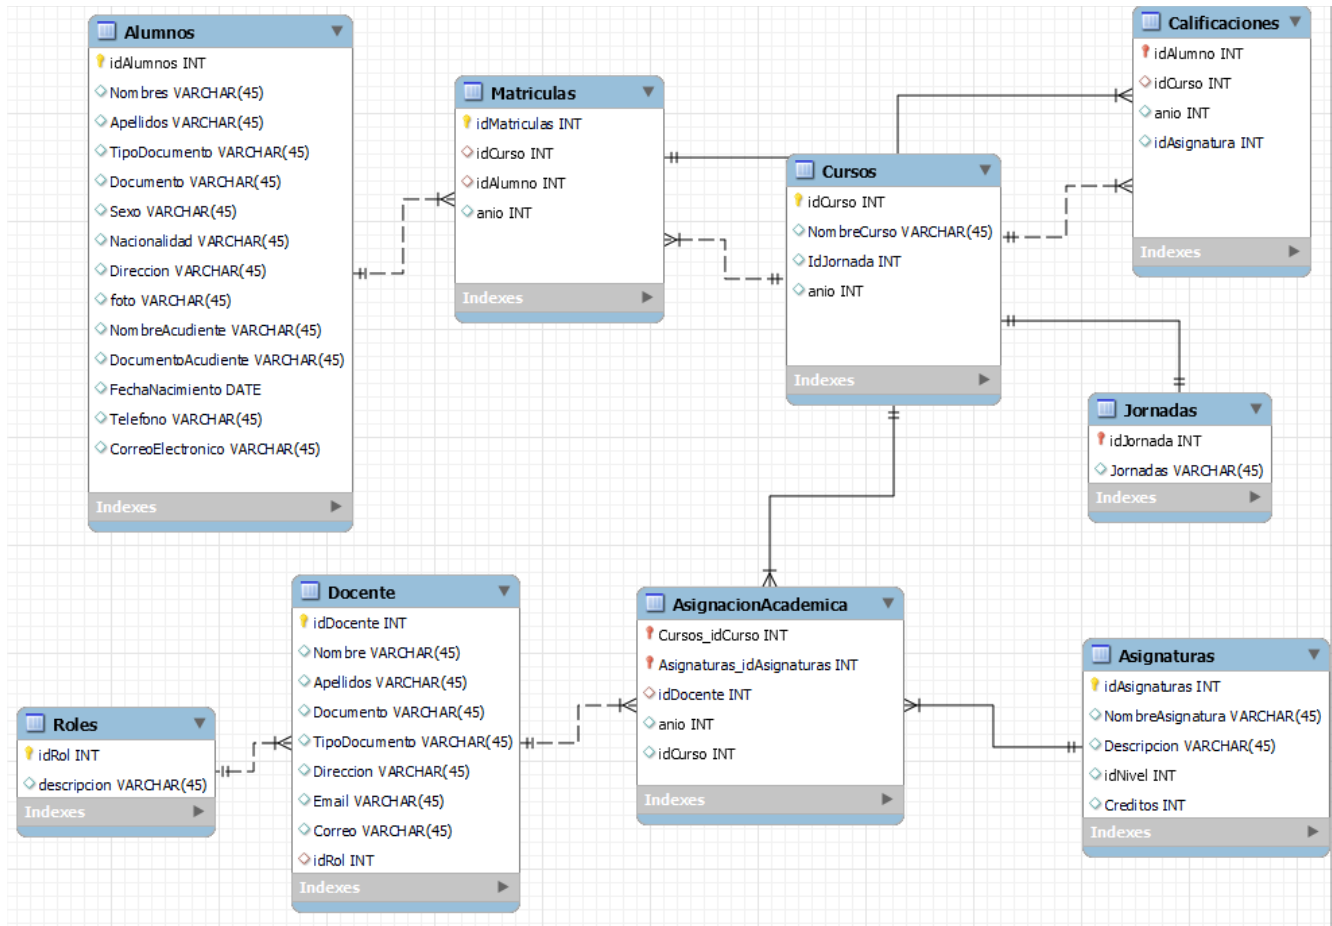 Alumnos
idAlumnos INT
Nombres VARCHAR(45)
Apellidos VARCHAR(45)
TipoDocumento VARCHAR(45)
Documento VARCHAR(45)
Sexo VARCHAR(45)
Nacionalidad VARCHAR(45)
Direccion VARCHAR(45)
foto VARCHAR(45)
NombreAcudiente VARCHAR(45)
DocumentoAcudiente VARCHAR(45)
FechaNacimiento DATE
Telefono VARCHAR(45)
CorreoElectronico VARCHAR(45)
Indexes
Matriculas
idMatriculas INT
idCurso INT
idAlumno INT
anio INT
Indexes
Cursos
idCurso INT
NombreCurso VARCHAR(45)
IdJornada INT
anio INT
Indexes
Calificaciones
idAlumno INT
idCurso INT
anio INT
idAsignatura INT
Indexes
Jornadas
idJornada INT
Jornadas VARCHAR(45)
Indexes
Roles
idRol INT
descripcion VARCHAR(45)
Indexes
Docente
idDocente INT
Nombre VARCHAR(45)
Apellidos VARCHAR(45)
Documento VARCHAR(45)
TipoDocumento VARCHAR(45)
Direccion VARCHAR(45)
Email VARCHAR(45)
Correo VARCHAR(45)
idRol INT
Indexes
AsignacionAcademica
Cursos_idCurso INT
Asignaturas_idAsignaturas INT
idDocente INT
anio INT
idCurso INT
Indexes
Asignaturas
idAsignaturas INT
NombreAsignatura VARCHAR(45)
Descripcion VARCHAR(45)
idNivel INT
Creditos INT
Indexes